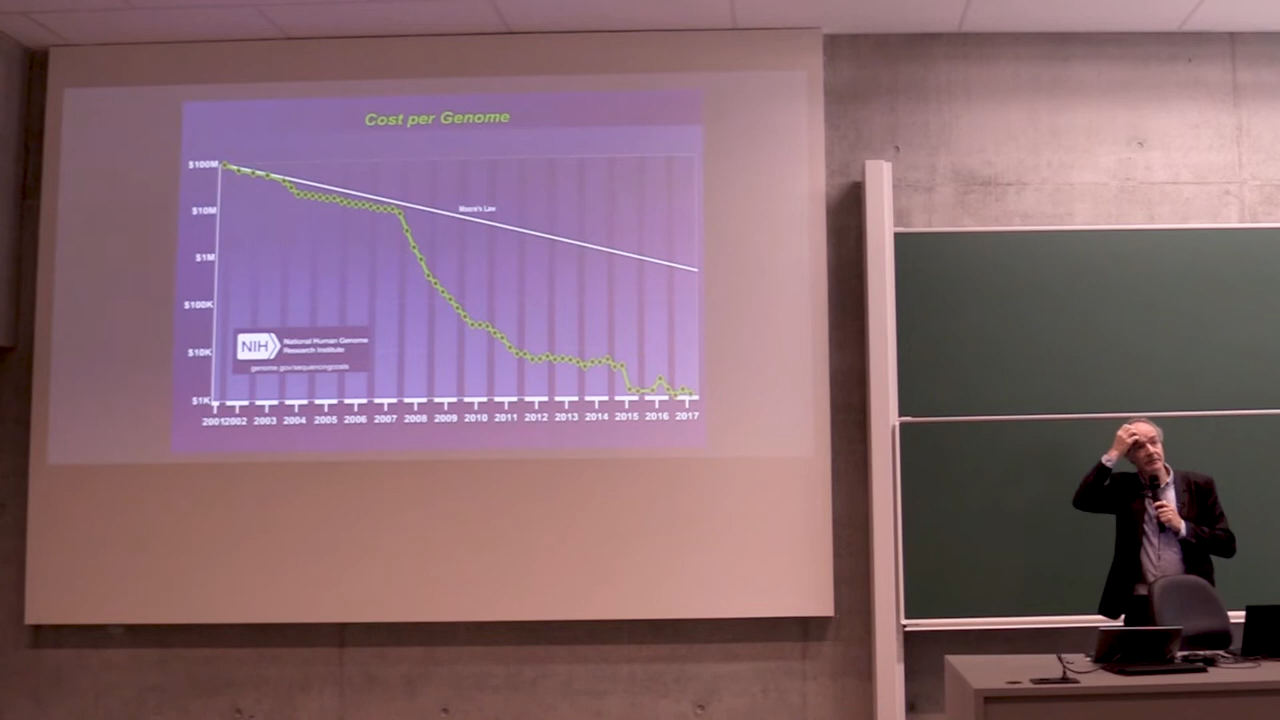 Cost per Genome
$100M
$10M
$1M
$100K
$10K
$1K
Moore's Law
NIH
National Human Genome
Research Institute
genome.gov/sequencingcosts
2001 2002 2003 2004 2005 2006 2007 2008 2009 2010 2011 2012 2013 2014 2015 2016 2017